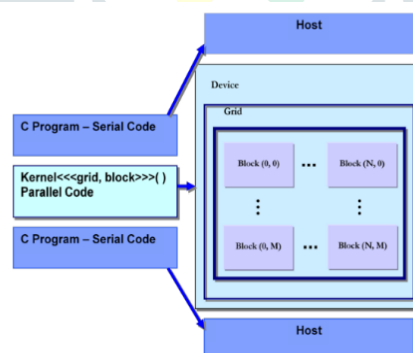 Host
Device
Grid
C Program – Serial Code
Kernel<<<grid, block>>>( )
Parallel Code
C Program – Serial Code
Block (0, 0) ... Block (N, 0)
Block (0, M) ... Block (N, M)
Host